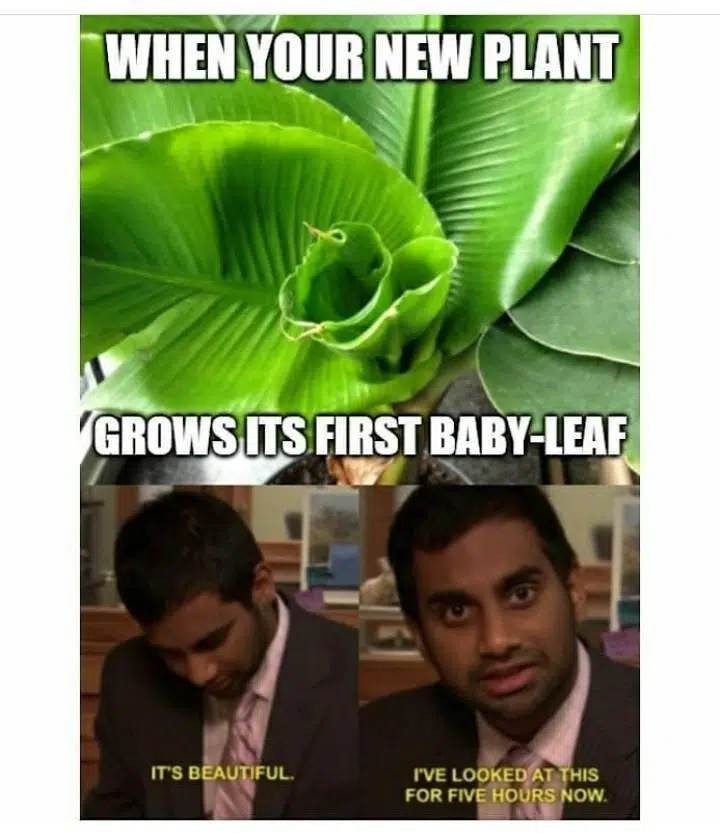 WHEN YOUR NEW PLANT
GROWS ITS FIRST BABY-LEAF
IT'S BEAUTIFUL.
I'VE LOOKED AT THIS
FOR FIVE HOURS NOW.